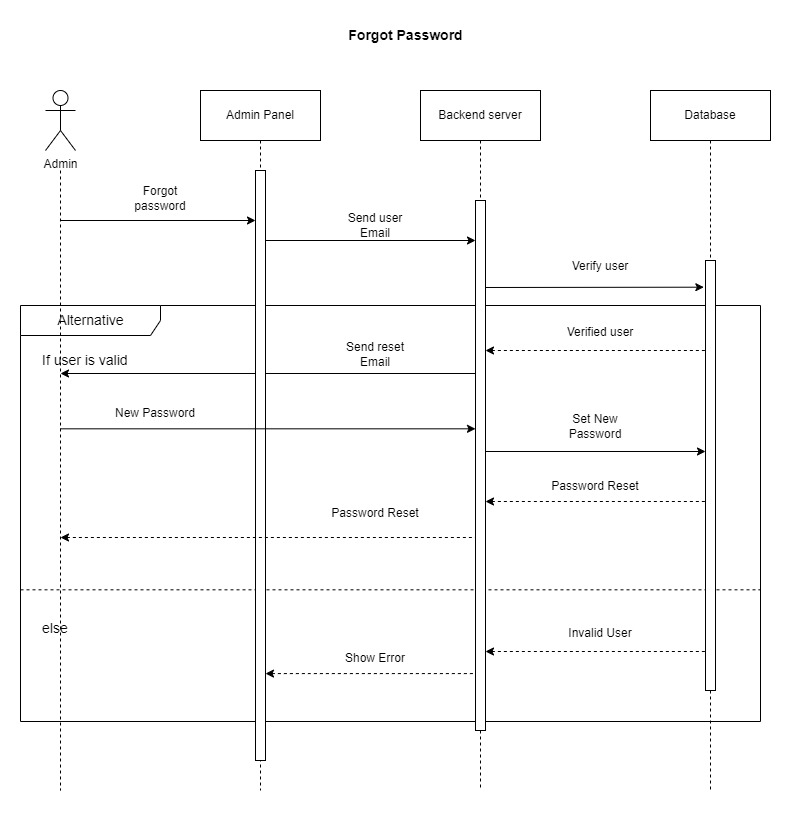 Forgot Password
Admin Panel
Backend server
Database
Admin
Forgot
password
Send user
Email
Verify user
Alternative
Verified user
If user is valid
Send reset
Email
New Password
Set New
Password
Password Reset
Password Reset
else
Invalid User
Show Error